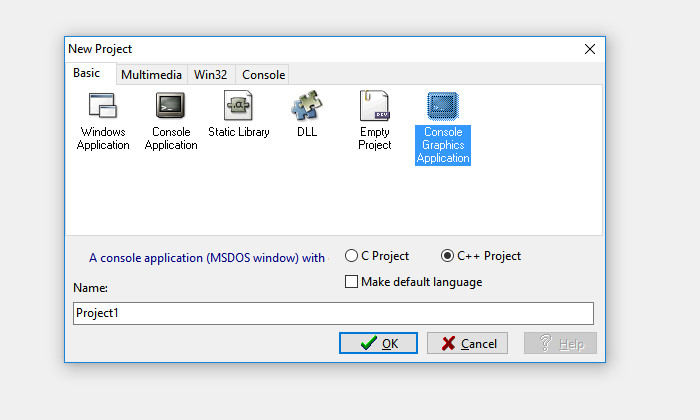 New Project
Basic Multimedia Win32 Console
Windows Application
Console Application
Static Library
DLL
Empty Project
Console Graphics Application
A console application (MSDOS window) with
C Project
C++ Project
Make default language
Name:
Project1
OK
Cancel
Help